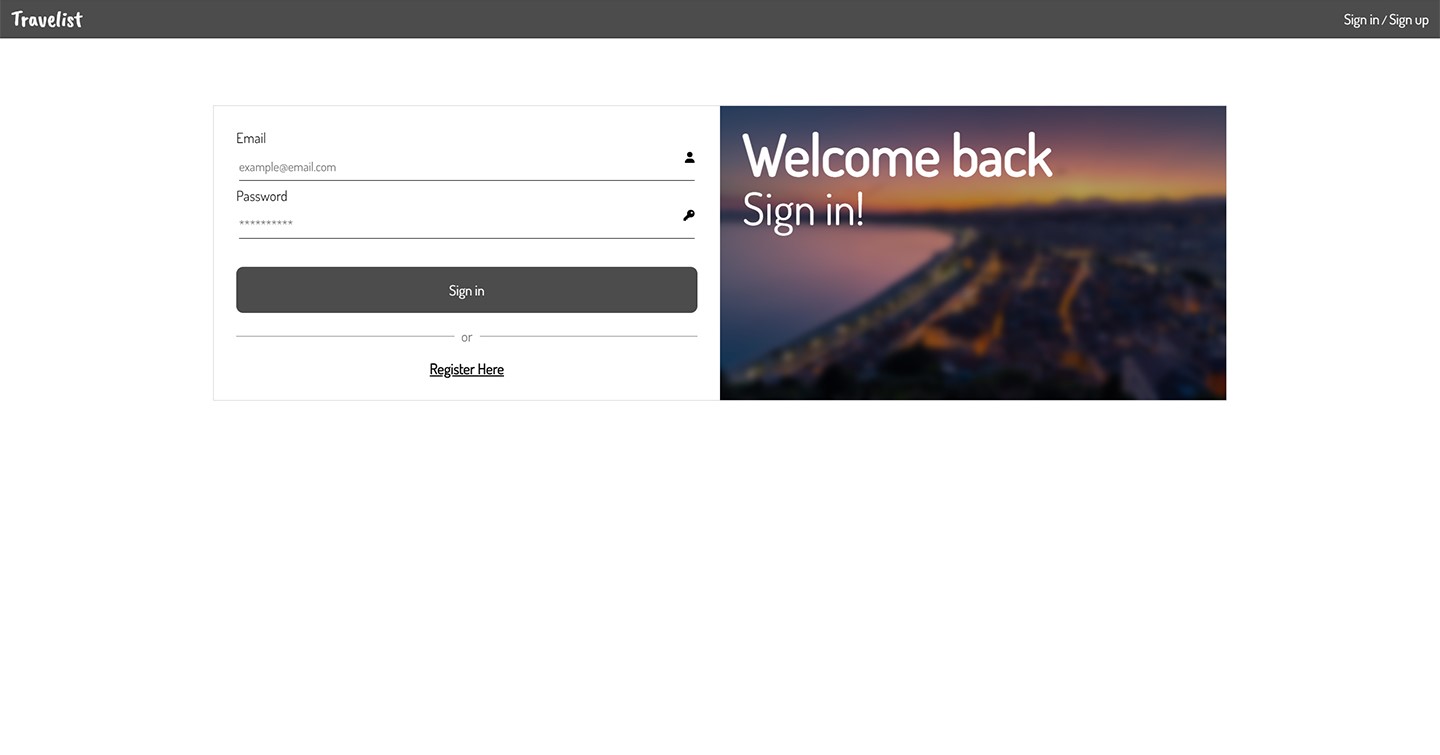 Travelist
Sign in / Sign up
Email
example@email.com
Password
**********
Sign in
or
Register Here
Welcome back
Sign in!